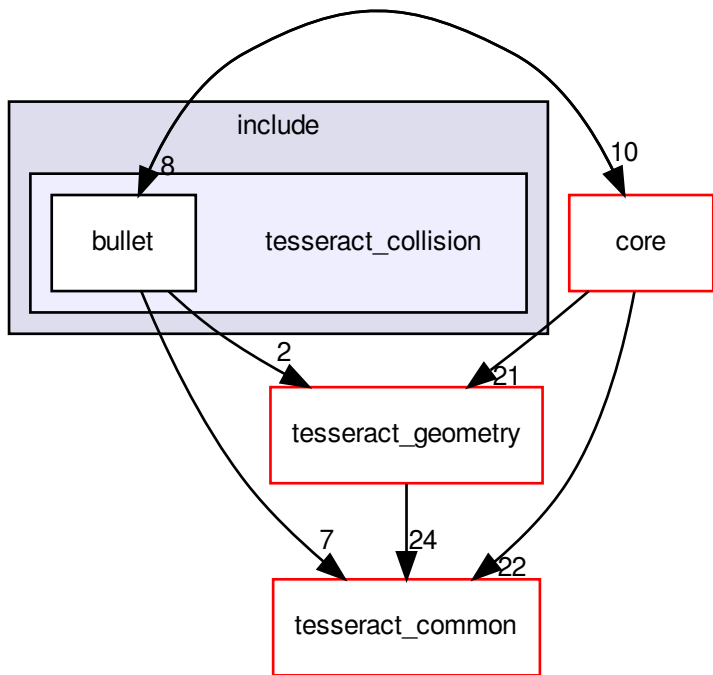 include
10
8
bullet
tesseract_collision
core
2
21
tesseract_geometry
7
24
22
tesseract_common